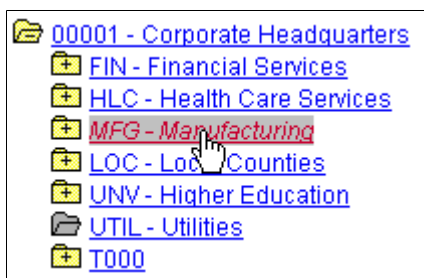 00001 - Corporate Headquarters
FIN - Financial Services
HLC - Health Care Services
MFG - Manufacturing
LOC - Counties
UNV - Higher Education
UTIL - Utilities
T000